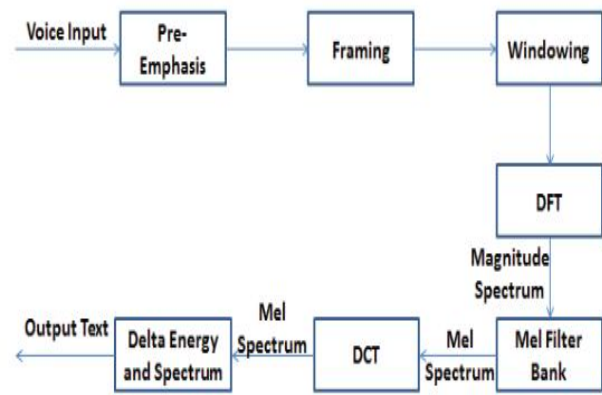 Voice Input
Pre-
Emphasis
Framing
Windowing
DFT
Magnitude
Spectrum
Mel Filter
Bank
Mel
Spectrum
DCT
Mel
Spectrum
Delta Energy
and Spectrum
Output Text